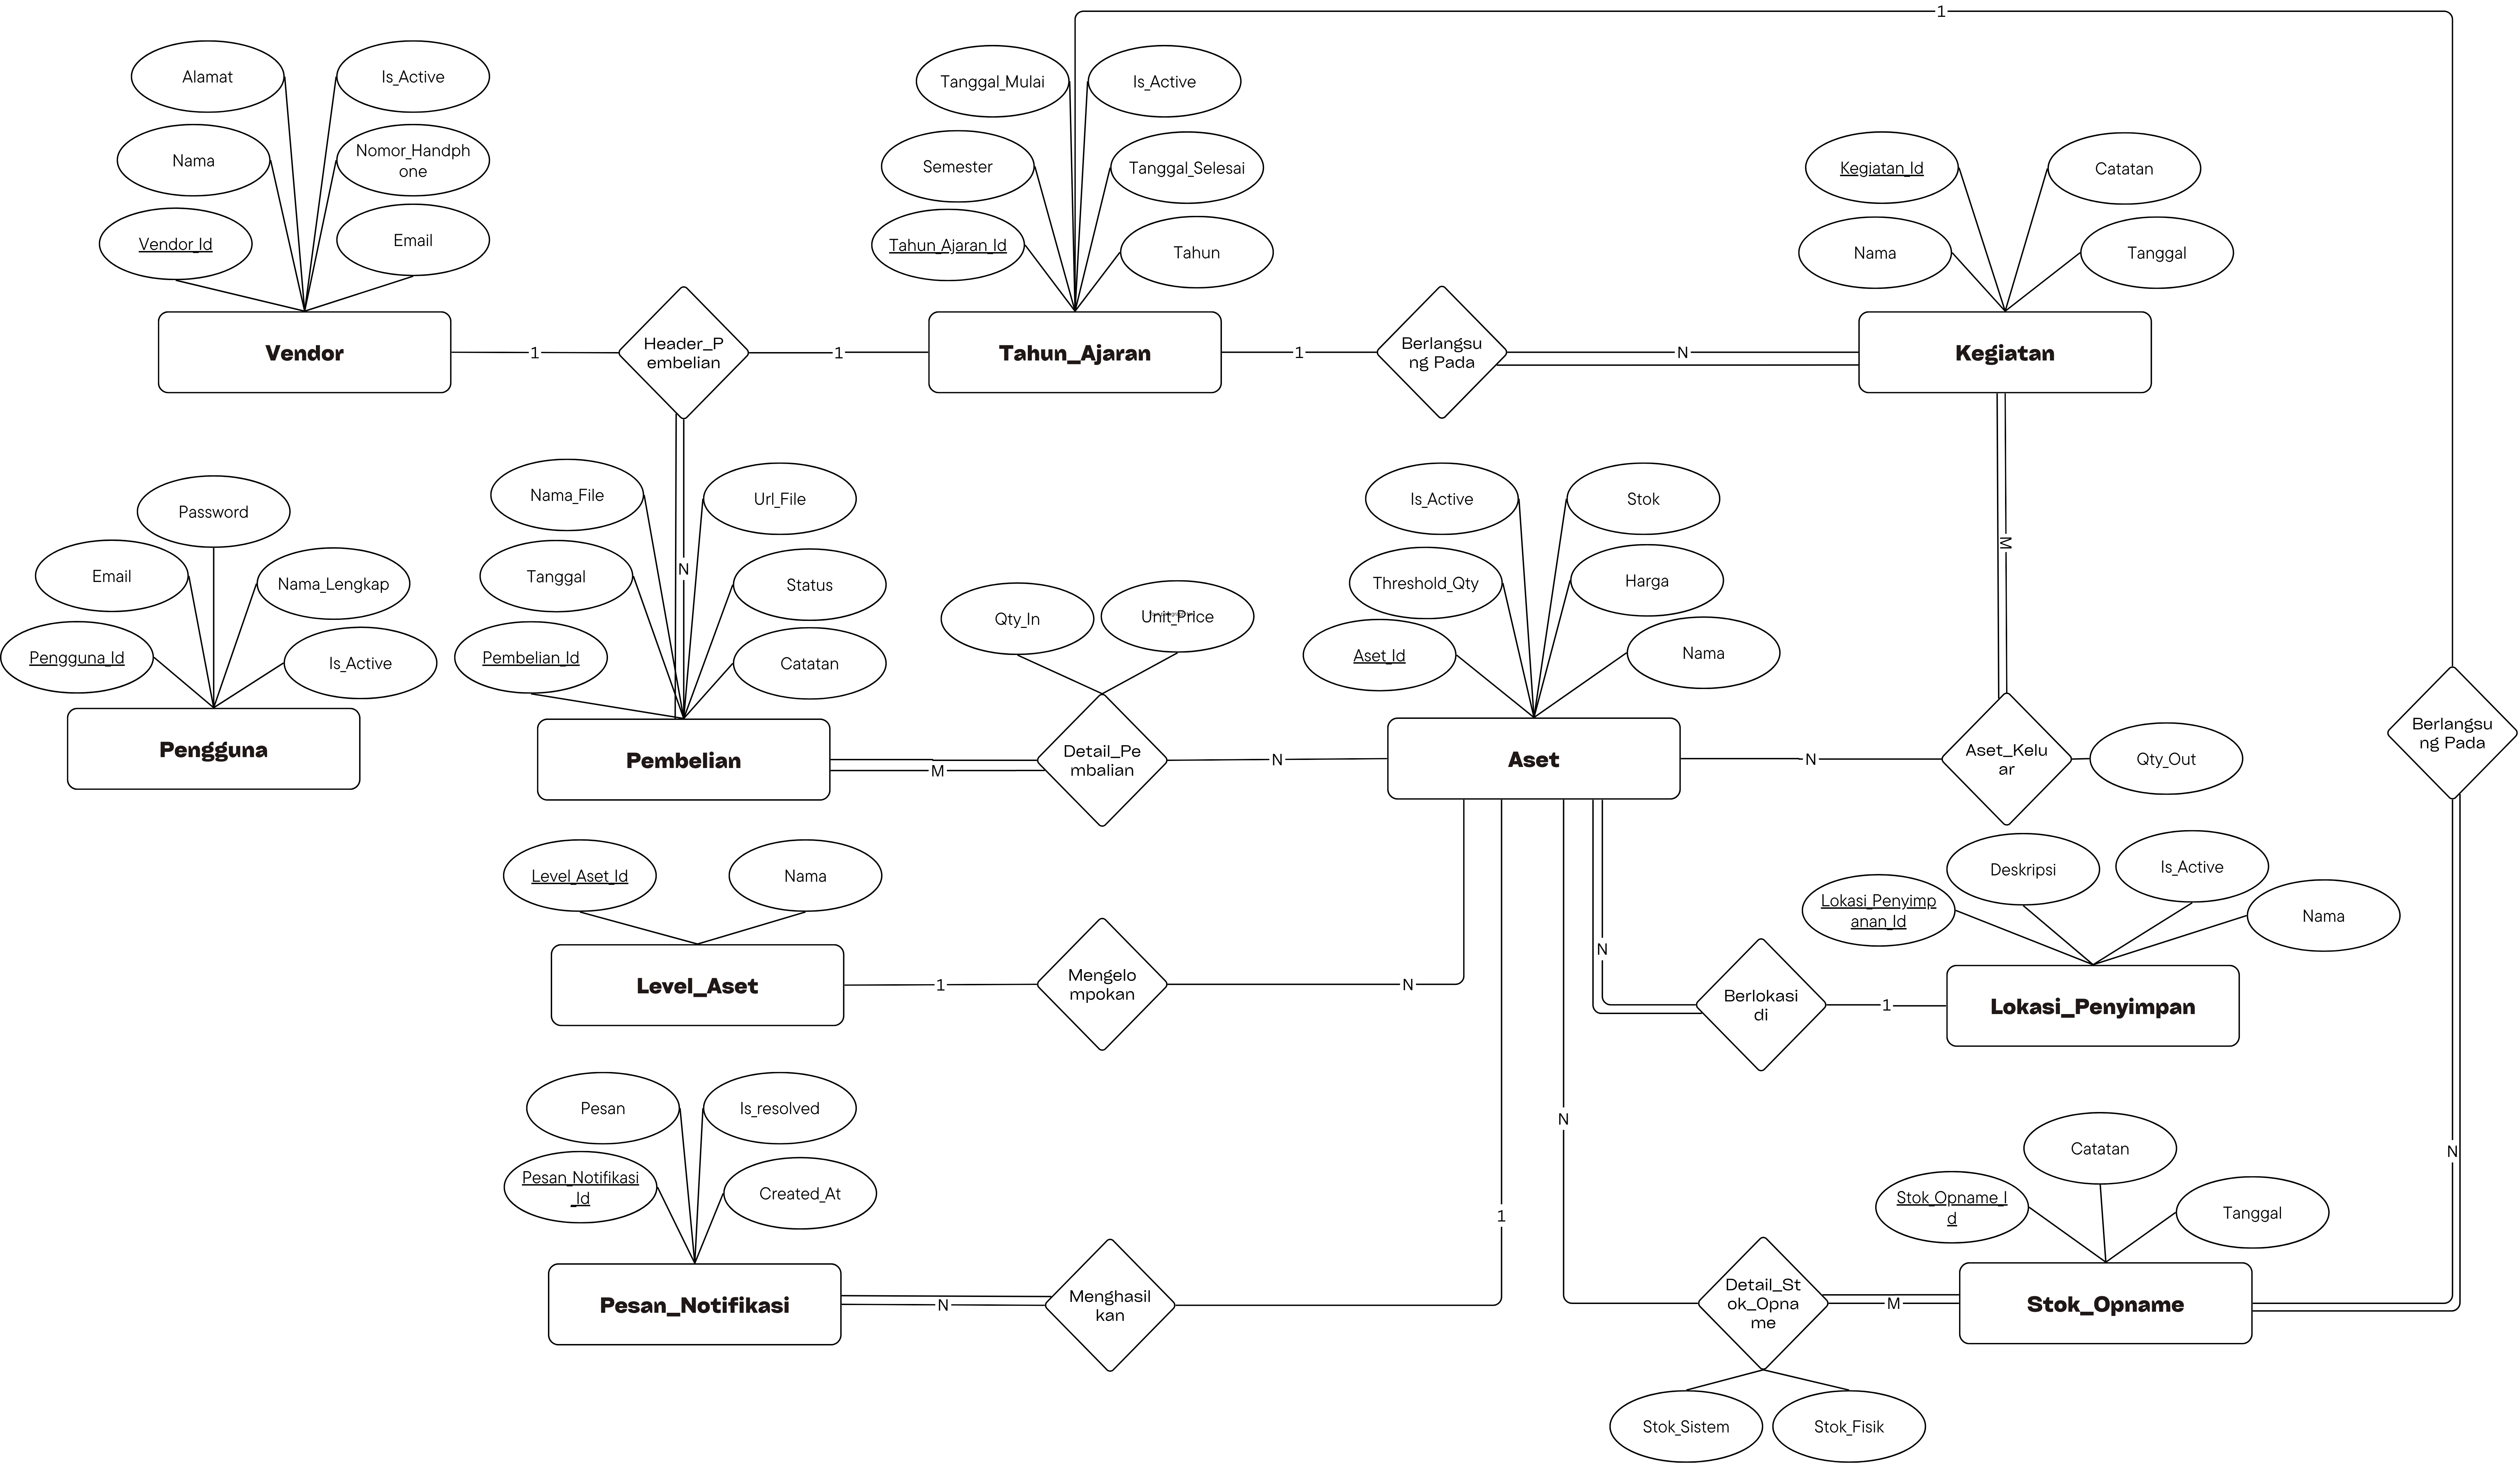 1
Alamat
Is_Active
Nama
Nomor_Handph
one
Vendor_Id
Email
Vendor
1
Header_P
embelian
1
Tanggal_Mulai
Is_Active
Semester
Tanggal_Selesai
Tahun_Ajaran_Id
Tahun
Tahun_Ajaran
1
Berlangsu
ng Pada
N
Kegiatan_Id
Catatan
Nama
Tanggal
Kegiatan
M
N
Password
Email
Nama_Lengkap
Pengguna_Id
Is_Active
Pengguna
Nama_File
Url_File
Tanggal
Status
Pembelian_Id
Catatan
Pembelian
M
Qty_In
Unit_Price
Detail_Pe
mbalian
N
Is_Active
Stok
Threshold_Qty
Harga
Aset_Id
Nama
Aset
N
Aset_Kelu
ar
Qty_Out
Berlangsu
ng Pada
Level_Aset_Id
Nama
Level_Aset
1
Mengelo
mpokan
N
N
Berlokasi
di
1
Lokasi_Penyimp
anan_Id
Deskripsi
Is_Active
Nama
Lokasi_Penyimpan
Pesan
Is_resolved
Pesan_Notifikasi
_Id
Created_At
Pesan_Notifikasi
N
Menghasil
kan
1
N
Detail_St
ok_Opna
me
M
Stok_Opname_I
d
Catatan
Tanggal
Stok_Opname
N
Stok_Sistem
Stok_Fisik